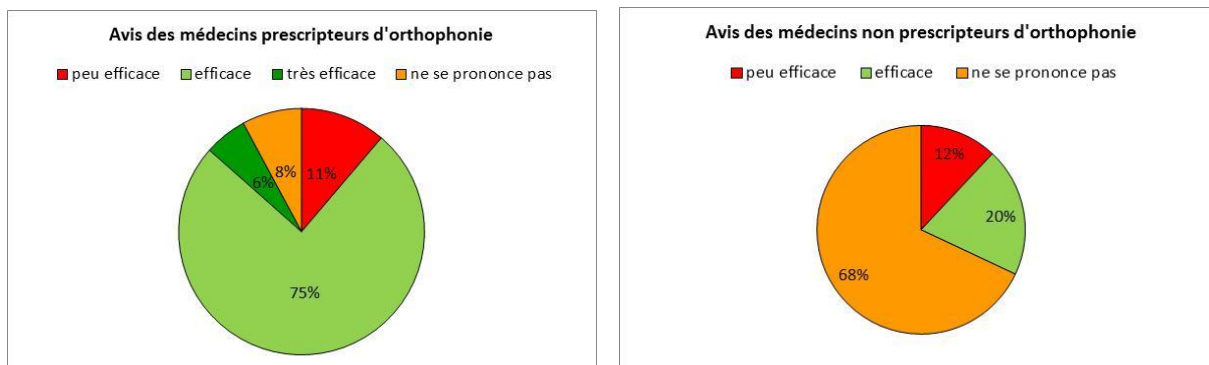 Avis des médecins prescripteurs d'orthophonie
peu efficace efficace très efficace ne se prononce pas
8%
11%
6%
75%
Avis des médecins non prescripteurs d'orthophonie
peu efficace efficace ne se prononce pas
12%
20%
68%